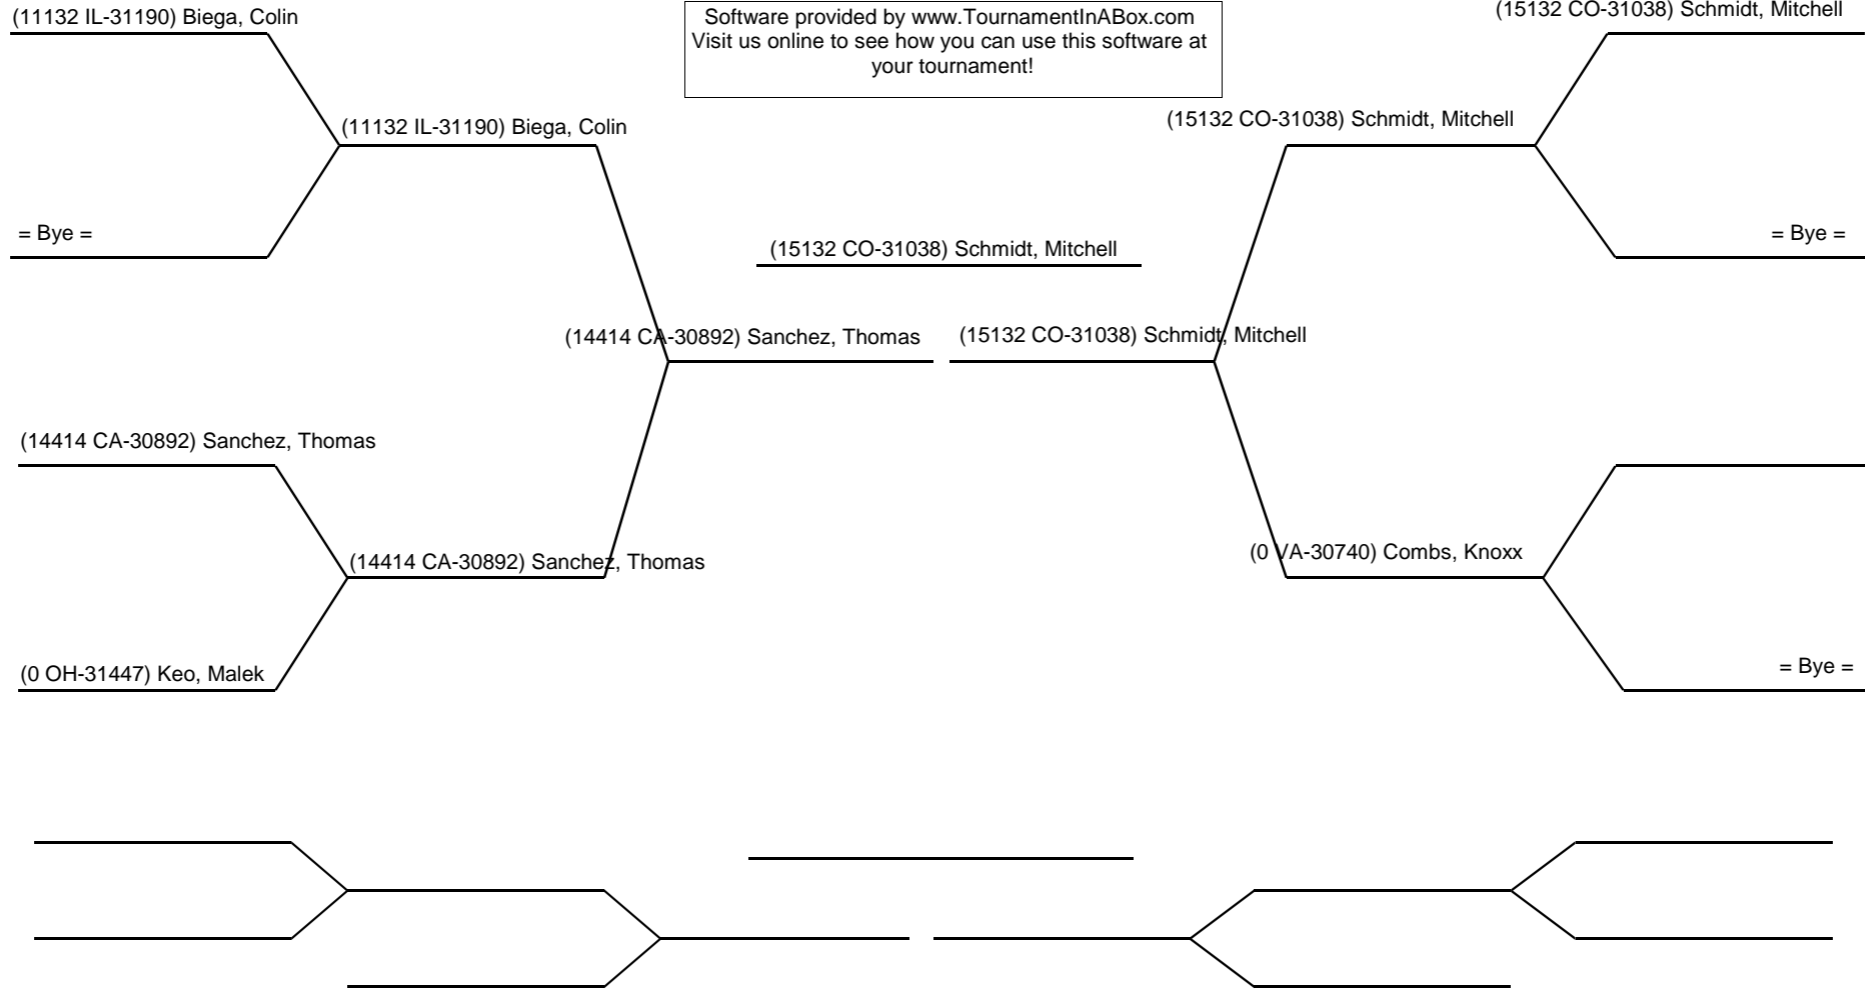 (11132 IL-31190) Biega, Colin
Software provided by www.TournamentInABox.com
Visit us online to see how you can use this software at
your tournament!
(15132 CO-31038) Schmidt, Mitchell
(11132 IL-31190) Biega, Colin
(15132 CO-31038) Schmidt, Mitchell
= Bye =
(15132 CO-31038) Schmidt, Mitchell
= Bye =
(14414 CA-30892) Sanchez, Thomas
(15132 CO-31038) Schmidt, Mitchell
(14414 CA-30892) Sanchez, Thomas
(14414 CA-30892) Sanchez, Thomas
(0 VA-30740) Combs, Knoxx
(0 OH-31447) Keo, Malek
= Bye =